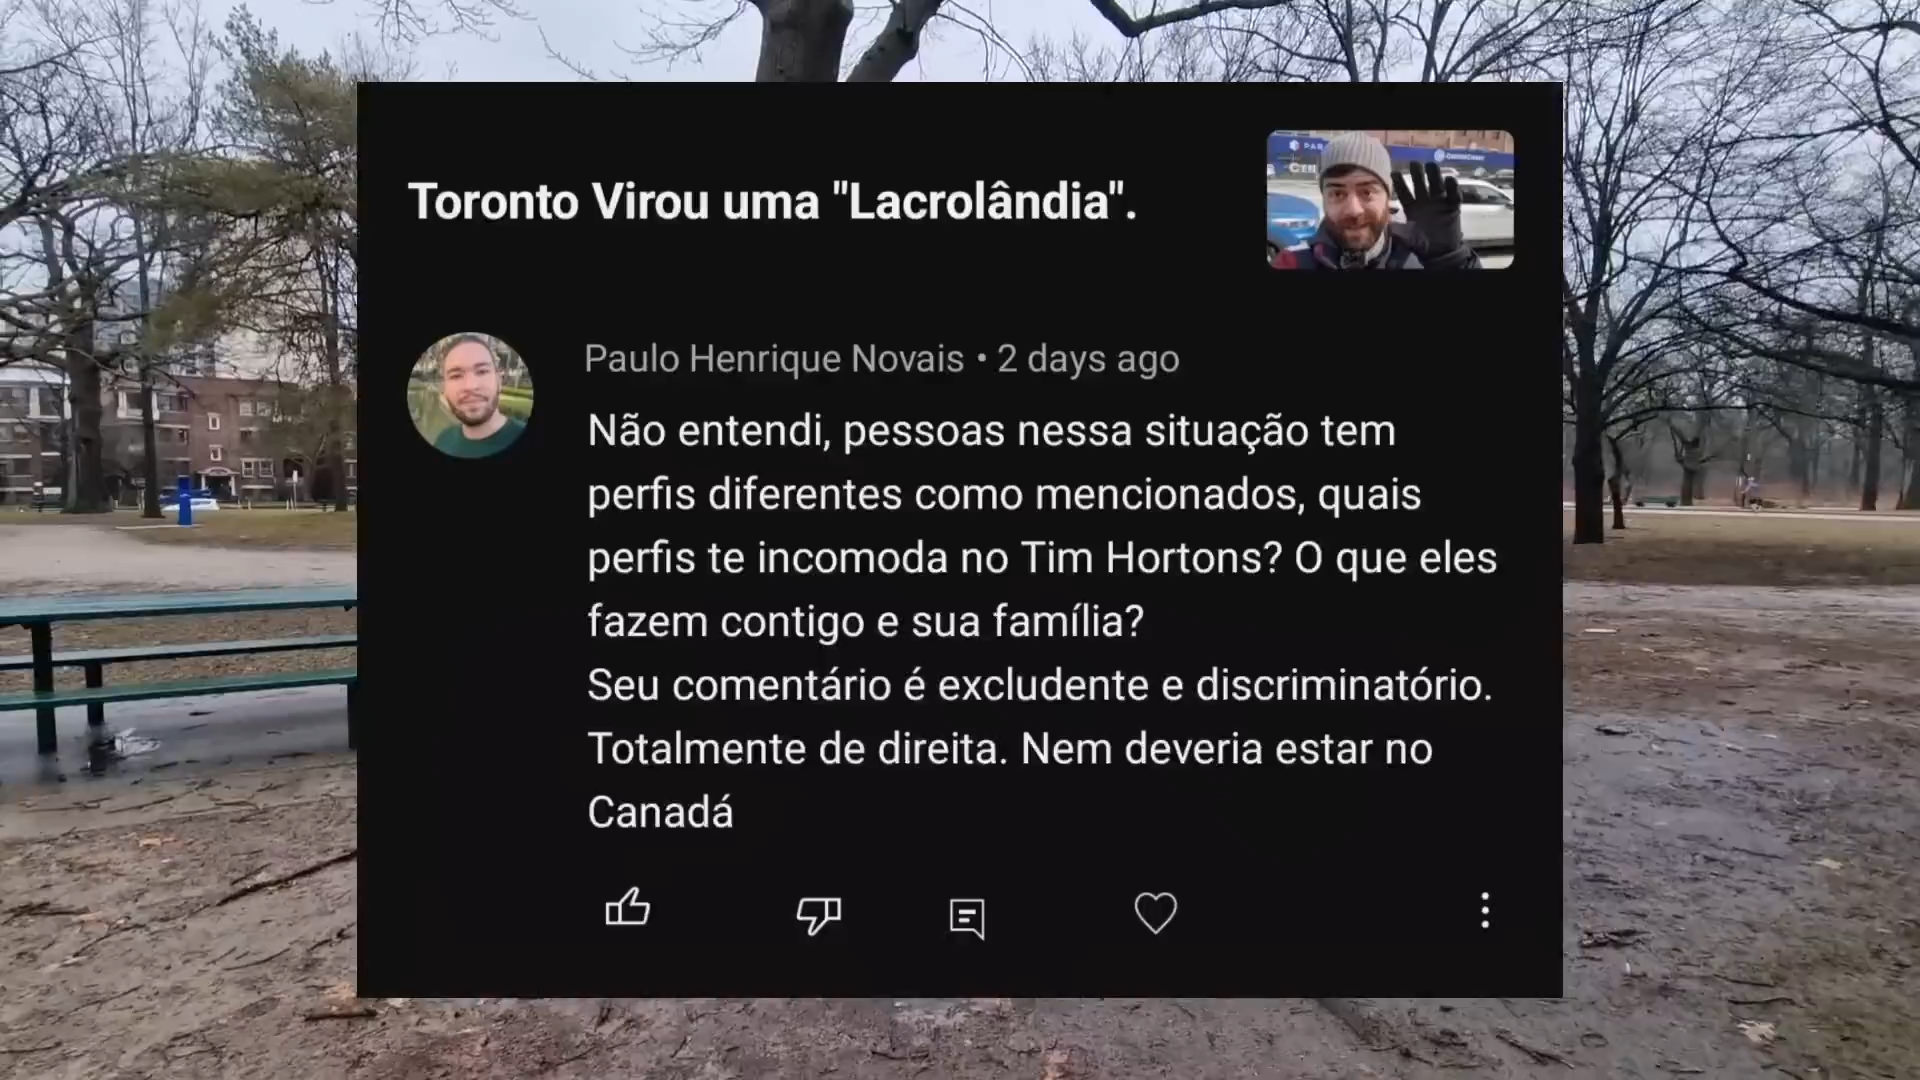 Toronto Virou uma "Lacrolândia".
Paulo Henrique Novais • 2 days ago
Não entendi, pessoas nessa situação tem
perfis diferentes como mencionados, quais
perfis te incomoda no Tim Hortons? O que eles
fazem contigo e sua família?
Seu comentário é excludente e discriminatório.
Totalmente de direita. Nem deveria estar no
Canadá